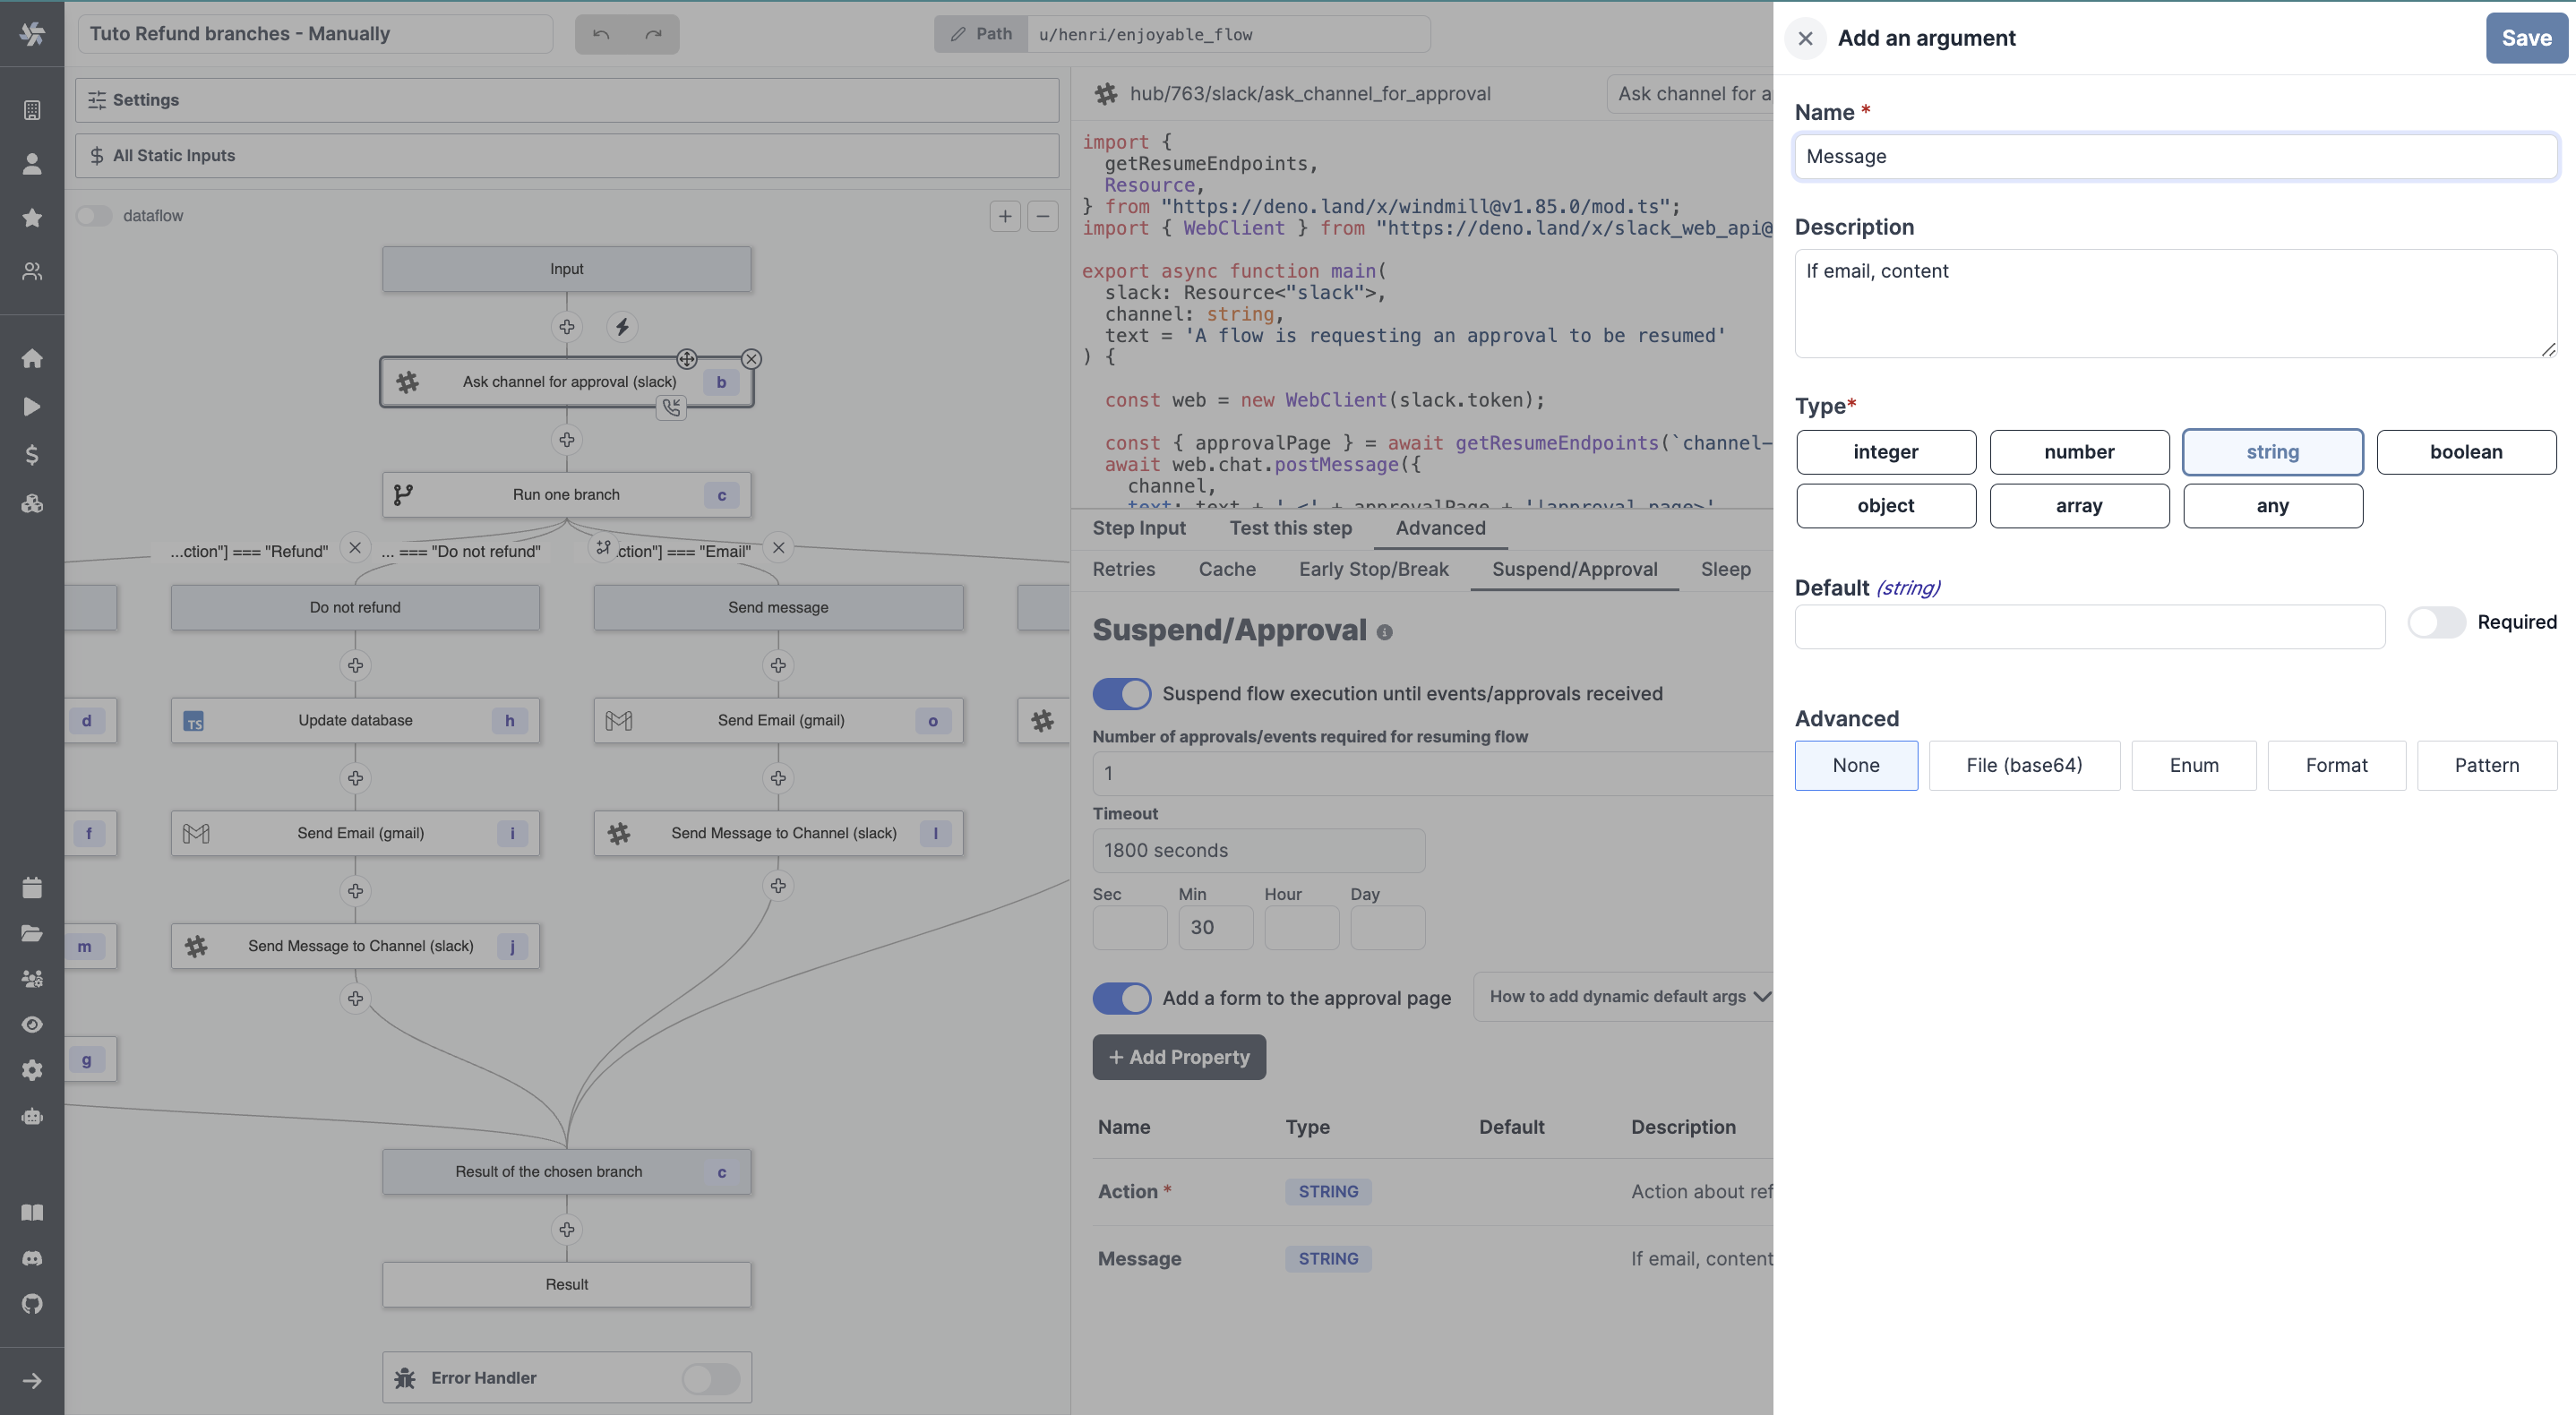 Tuto Refund branches - Manually
Path
u/henri/enjoyable_flow
Settings
All Static Inputs
dataflow
Input
Ask channel for approval (slack)
b
Run one branch
c
...ction"] === "Refund"
... === "Do not refund"
ction"] === "Email"
Do not refund
Send message
d
Update database
h
Send Email (gmail)
o
f
Send Email (gmail)
i
Send Message to Channel (slack)
l
m
Send Message to Channel (slack)
j
g
Result of the chosen branch
c
Result
Error Handler
hub/763/slack/ask_channel_for_approval
Ask channel for a
import {
getResumeEndpoints,
Resource,
} from "https://deno.land/x/windmill@v1.85.0/mod.ts";
import { WebClient } from "https://deno.land/x/slack_web_api@
export async function main(
slack: Resource<"slack">,
channel: string,
text = 'A flow is requesting an approval to be resumed'
) {
const web = new WebClient(slack.token);
const { approvalPage } = await getResumeEndpoints(`channel-
await web.chat.postMessage({
channel,
text: text + ' <' + approvalPage + '|approval page>'
Step Input
Test this step
Advanced
Retries
Cache
Early Stop/Break
Suspend/Approval
Sleep
Suspend/Approval
Suspend flow execution until events/approvals received
Number of approvals/events required for resuming flow
1
Timeout
1800 seconds
Sec
Min
Hour
Day
30
Add a form to the approval page
How to add dynamic default args
+ Add Property
Name
Type
Default
Description
Action *
STRING
Action about ref
Message
STRING
If email, content
Add an argument
Save
Name *
Message
Description
If email, content
Type*
integer
number
string
boolean
object
array
any
Default (string)
Required
Advanced
None
File (base64)
Enum
Format
Pattern
TS